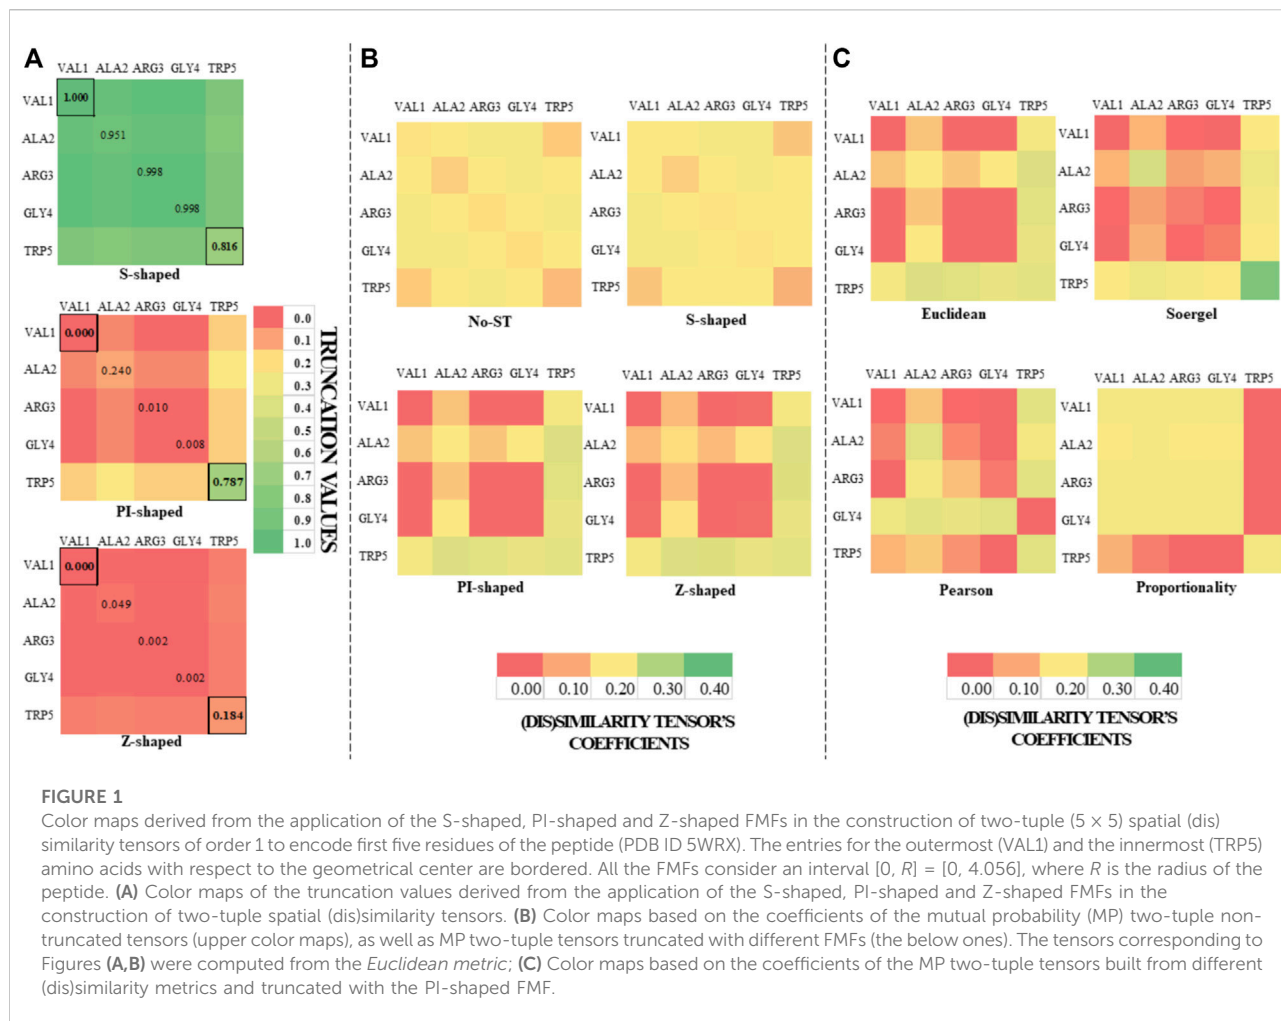 A
VAL1 ALA2 ARG3 GLY4 TRP5
VAL1 1.000
ALA2 0.951
ARG3 0.998
GLY4 0.998
TRP5 0.816
S-shaped
VAL1 ALA2 ARG3 GLY4 TRP5
VAL1 0.000
ALA2 0.240
ARG3 0.010
GLY4 0.008
TRP5 0.787
PI-shaped
VAL1 ALA2 ARG3 GLY4 TRP5
VAL1 0.000
ALA2 0.049
ARG3 0.002
GLY4 0.002
TRP5 0.184
Z-shaped
0.0
0.1
0.2
0.3
0.4
0.5
0.6
0.7
0.8
0.9
1.0
TRUNCATION VALUES
B
VAL1 ALA2 ARG3 GLY4 TRP5
VAL1
ALA2
ARG3
GLY4
TRP5
No-ST
VAL1 ALA2 ARG3 GLY4 TRP5
VAL1
ALA2
ARG3
GLY4
TRP5
S-shaped
VAL1 ALA2 ARG3 GLY4 TRP5
VAL1
ALA2
ARG3
GLY4
TRP5
PI-shaped
VAL1 ALA2 ARG3 GLY4 TRP5
VAL1
ALA2
ARG3
GLY4
TRP5
Z-shaped
0.00 0.10 0.20 0.30 0.40
(DIS)SIMILARITY TENSOR'S
COEFFICIENTS
C
VAL1 ALA2 ARG3 GLY4 TRP5
VAL1
ALA2
ARG3
GLY4
TRP5
Euclidean
VAL1 ALA2 ARG3 GLY4 TRP5
VAL1
ALA2
ARG3
GLY4
TRP5
Soergel
VAL1 ALA2 ARG3 GLY4 TRP5
VAL1
ALA2
ARG3
GLY4
TRP5
Pearson
VAL1 ALA2 ARG3 GLY4 TRP5
VAL1
ALA2
ARG3
GLY4
TRP5
Proportionality
0.00 0.10 0.20 0.30 0.40
(DIS)SIMILARITY TENSOR'S
COEFFICIENTS
FIGURE 1
Color maps derived from the application of the S-shaped, PI-shaped and Z-shaped FMFs in the construction of two-tuple (5 × 5) spatial (dis)
similarity tensors of order 1 to encode first five residues of the peptide (PDB ID 5WRX). The entries for the outermost (VAL1) and the innermost (TRP5)
amino acids with respect to the geometrical center are bordered. All the FMFs consider an interval [0, R] = [0, 4.056], where R is the radius of the
peptide. (A) Color maps of the truncation values derived from the application of the S-shaped, PI-shaped and Z-shaped FMFs in the
construction of two-tuple spatial (dis)similarity tensors. (B) Color maps based on the coefficients of the mutual probability (MP) two-tuple non-
truncated tensors (upper color maps), as well as MP two-tuple tensors truncated with different FMFs (the below ones). The tensors corresponding to
Figures (A,B) were computed from the Euclidean metric; (C) Color maps based on the coefficients of the MP two-tuple tensors built from different
(dis)similarity metrics and truncated with the PI-shaped FMF.